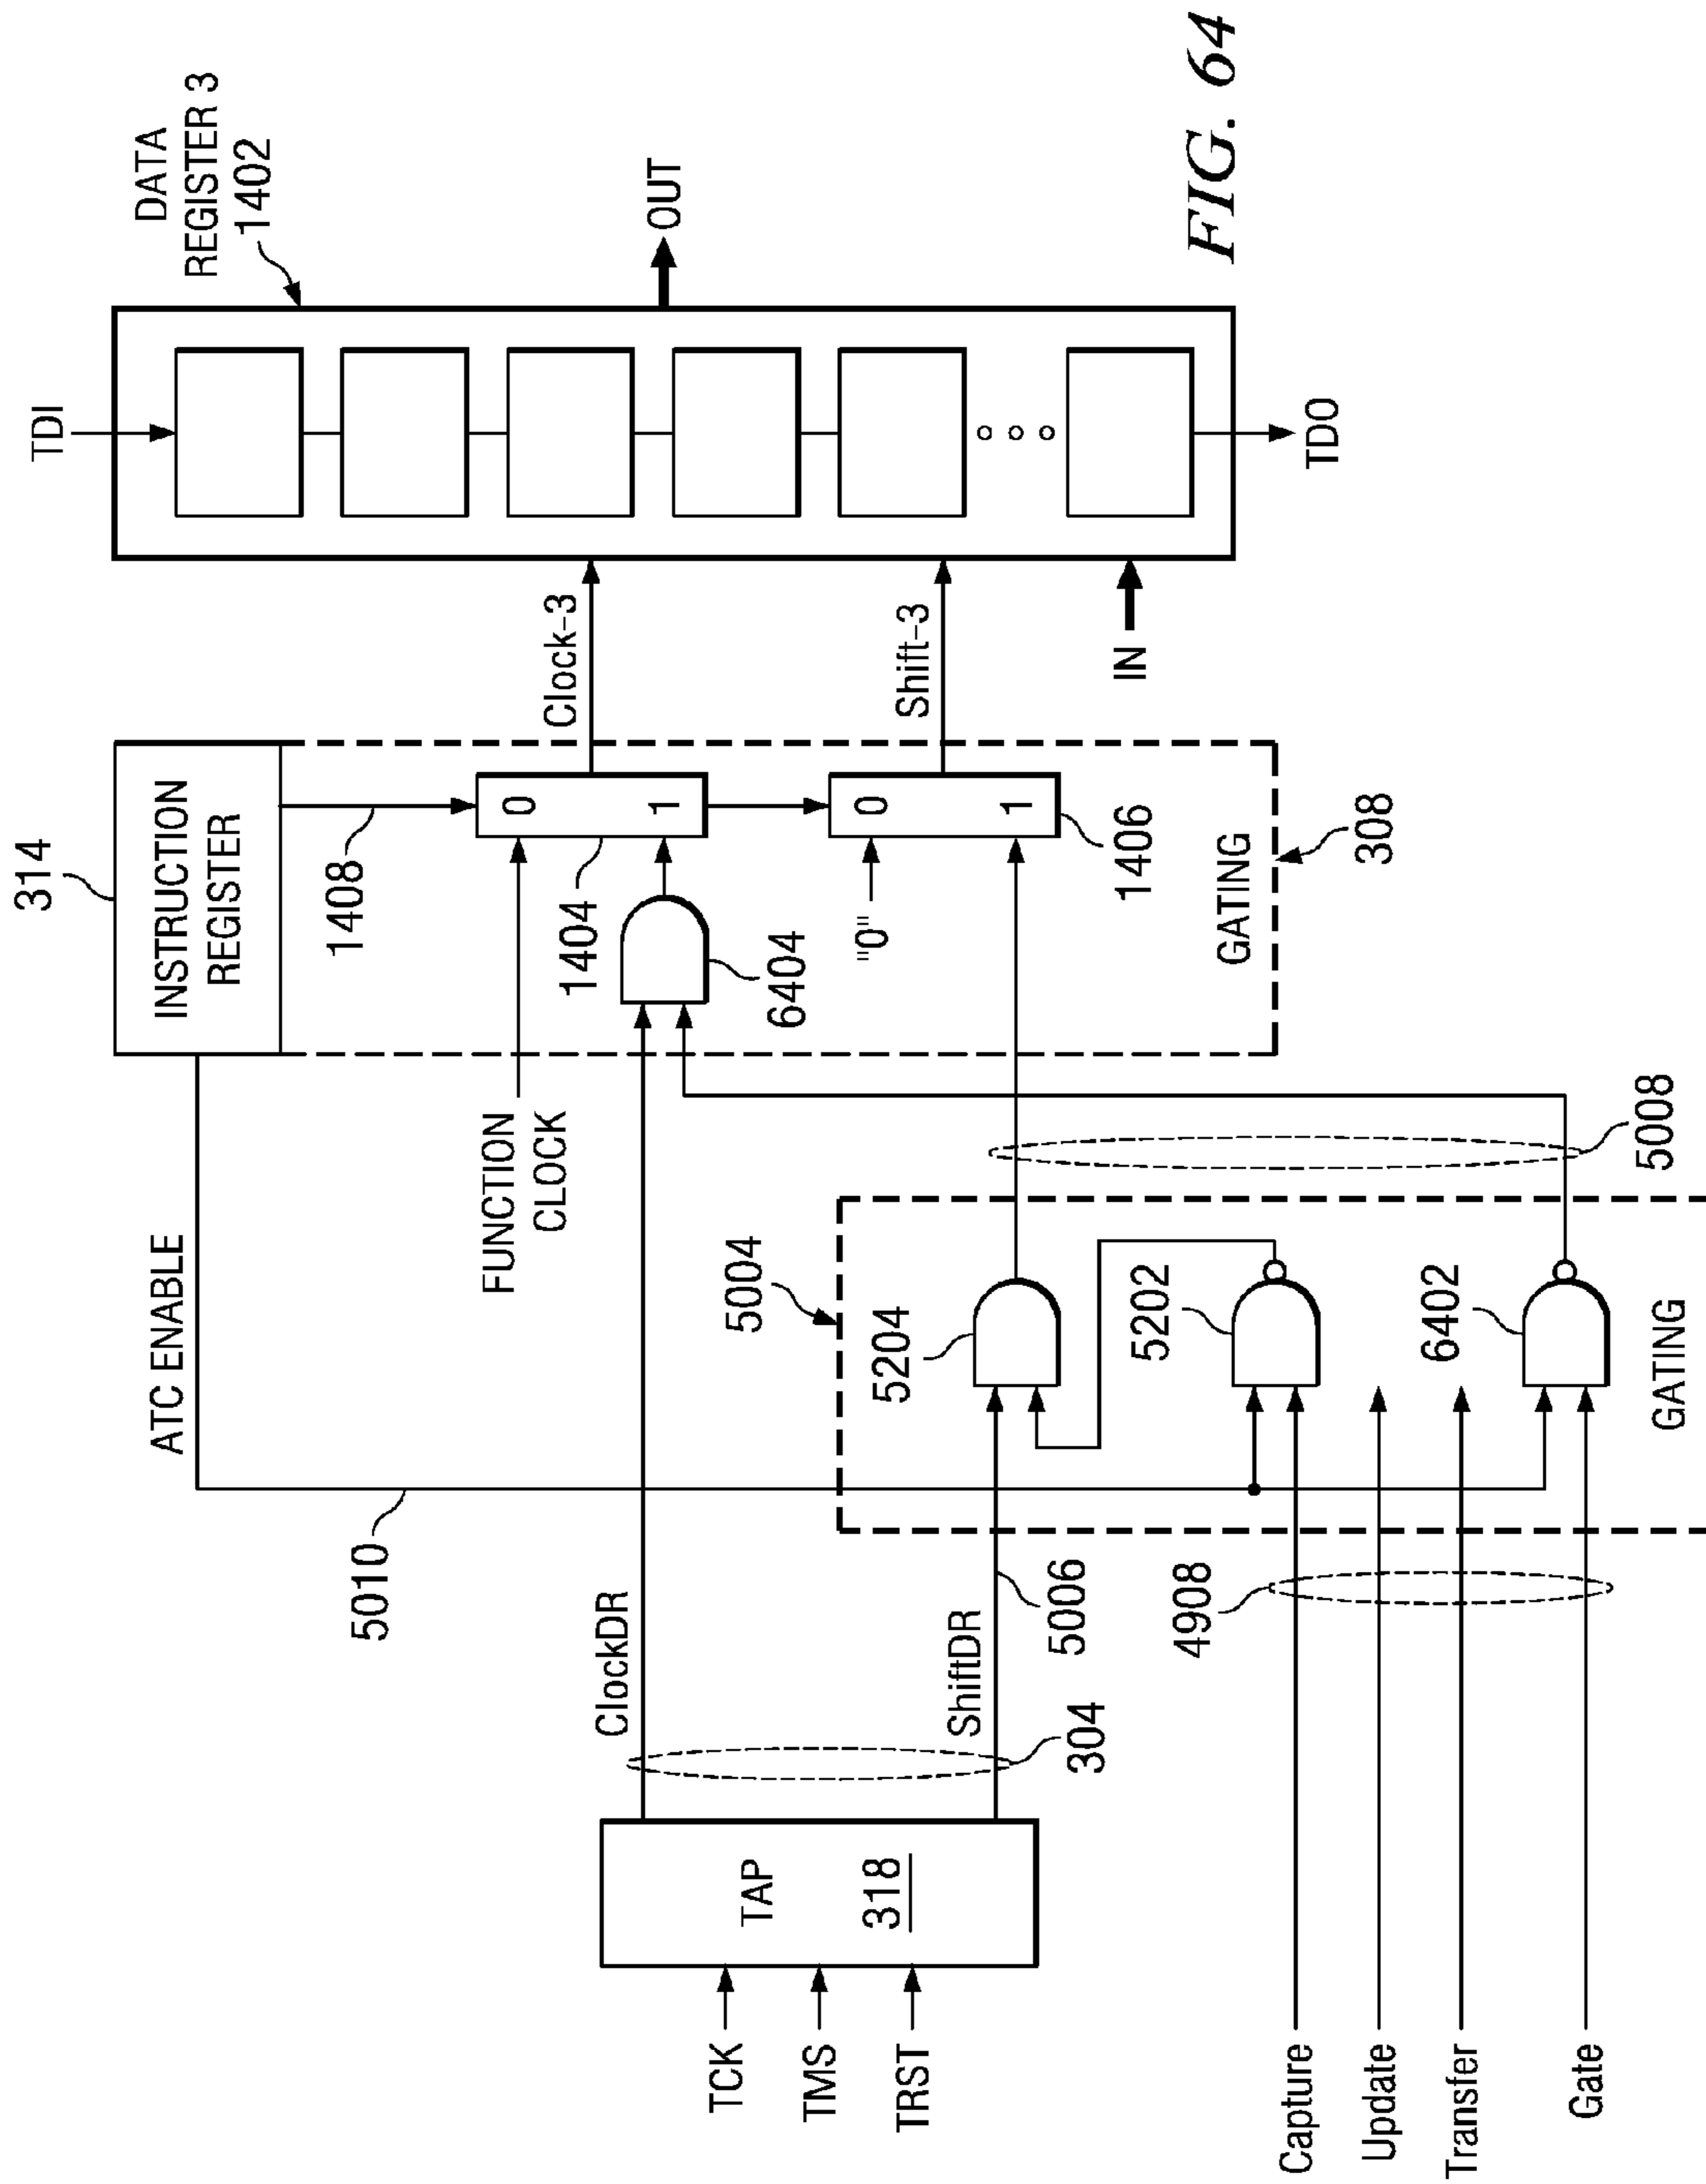 314
INSTRUCTION
REGISTER
1408
ATC ENABLE
5010
FUNCTION
CLOCK
0
1
1404
6404
Clock-3
"0"
0
1
1406
Shift-3
GATING
308
TDI
DATA
REGISTER 3
1402
OUT
IN
TDO
TCK
TMS
TRST
TAP
318
ClockDR
ShiftDR
304
5006
5004
5204
5202
6402
GATING
5008
4908
Capture
Update
Transfer
Gate
FIG. 64